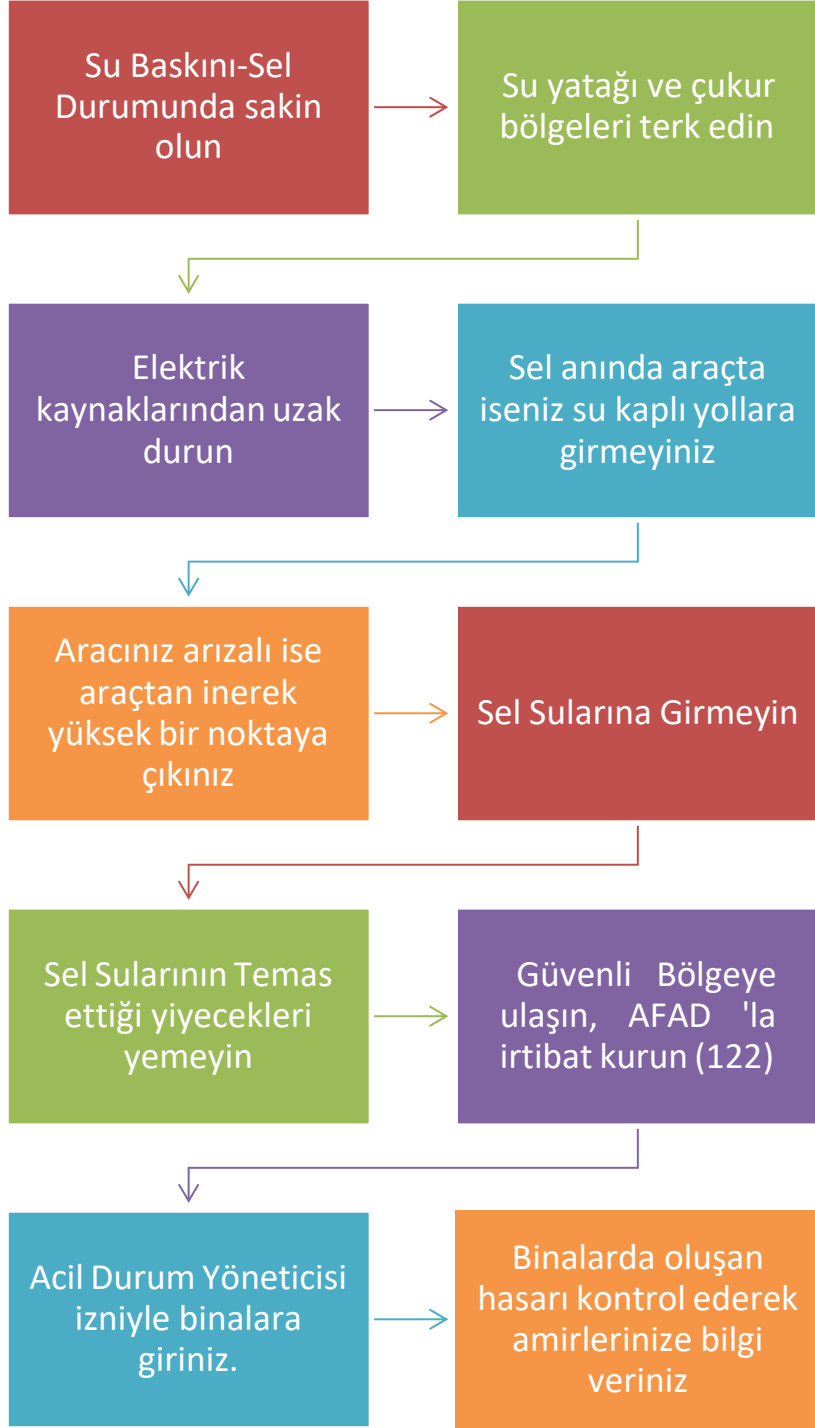 Su Baskını-Sel
Durumunda sakin
olun
Su yatağı ve çukur
bölgeleri terk edin
Elektrik
kaynaklarından uzak
durun
Sel anında araçta
iseniz su kaplı yollara
girmeyiniz
Aracınız arızalı ise
araçtan inerek
yüksek bir noktaya
çıkınız
Sel Sularına Girmeyin
Sel Sularının Temas
ettiği yiyecekleri
yemeyin
Güvenli Bölgeye
ulaşın, AFAD 'la
irtibat kurun (122)
Acil Durum Yöneticisi
izniyle binalara
giriniz.
Binalarda oluşan
hasarı kontrol ederek
amirlerinize bilgi
veriniz